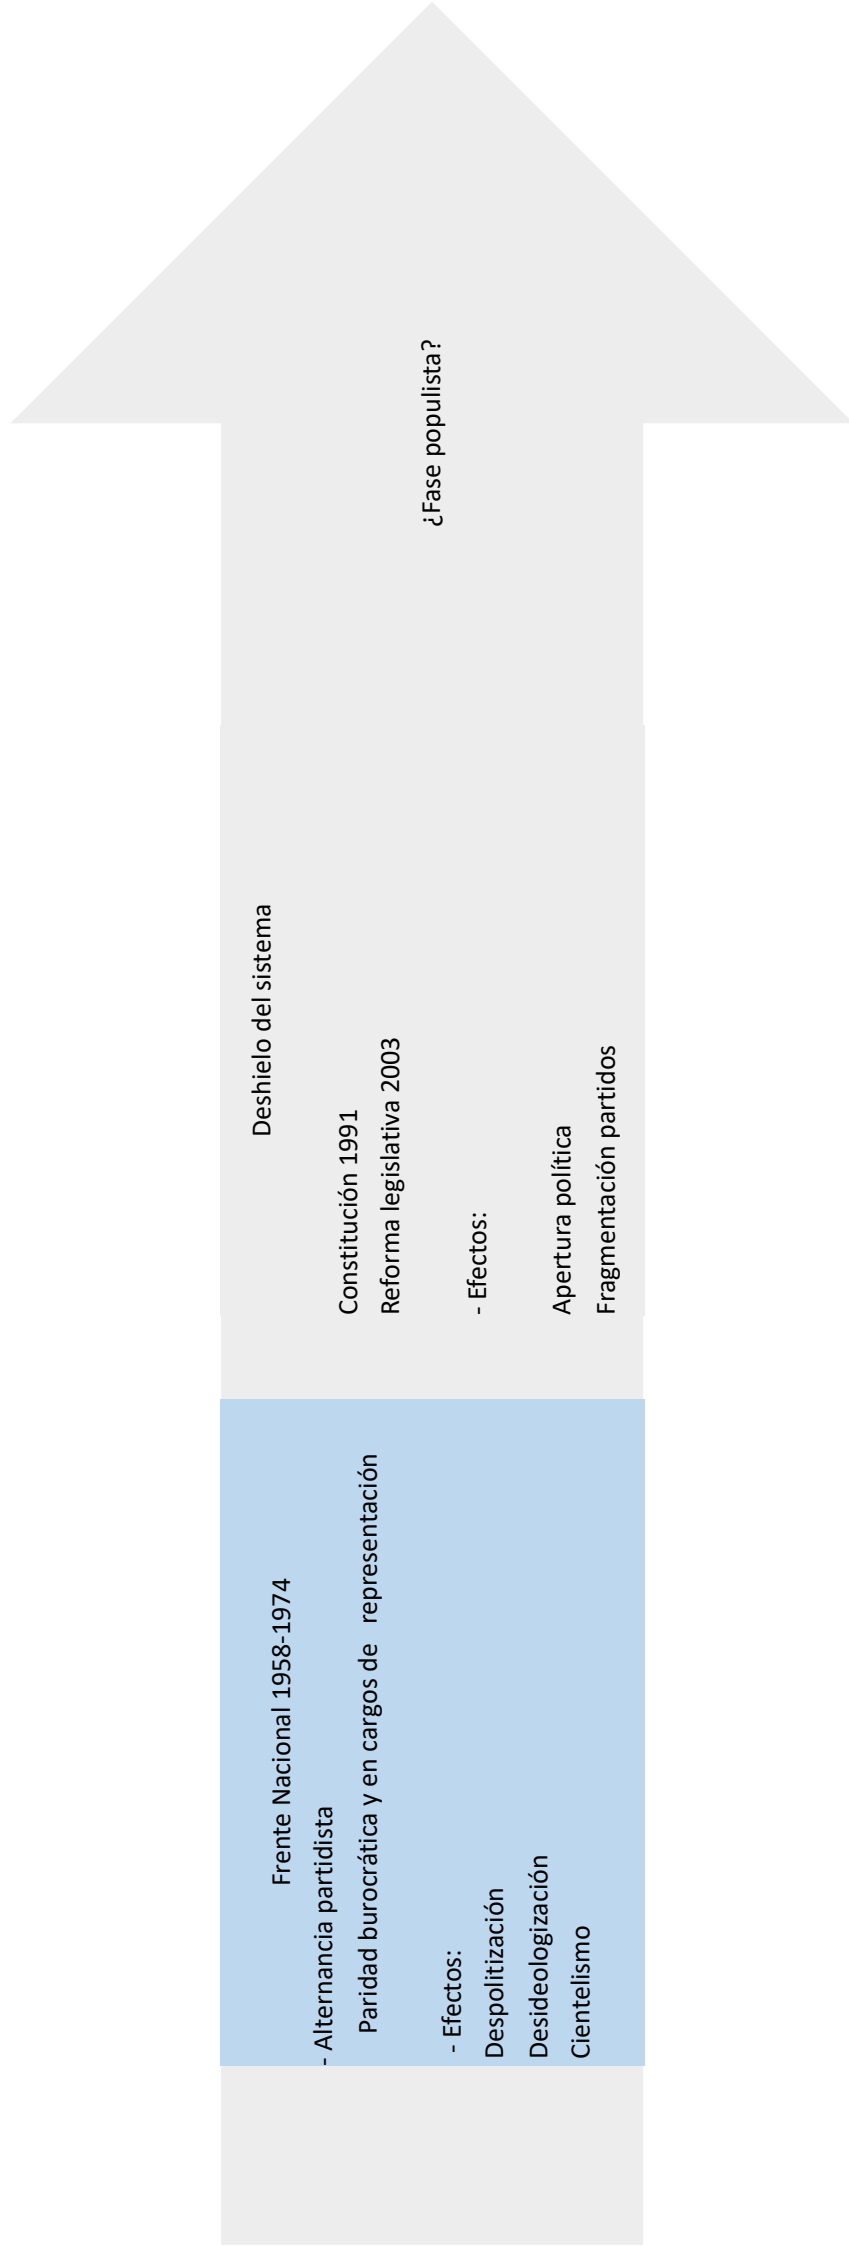 Frente Nacional 1958-1974
- Alternancia partidista
Paridad burocrática y en cargos de representación
- Efectos:
Despolitización
Desideologización
Cientelismo
Deshielo del sistema
Constitución 1991
Reforma legislativa 2003
- Efectos:
Apertura política
Fragmentación partidos
¿Fase populista?